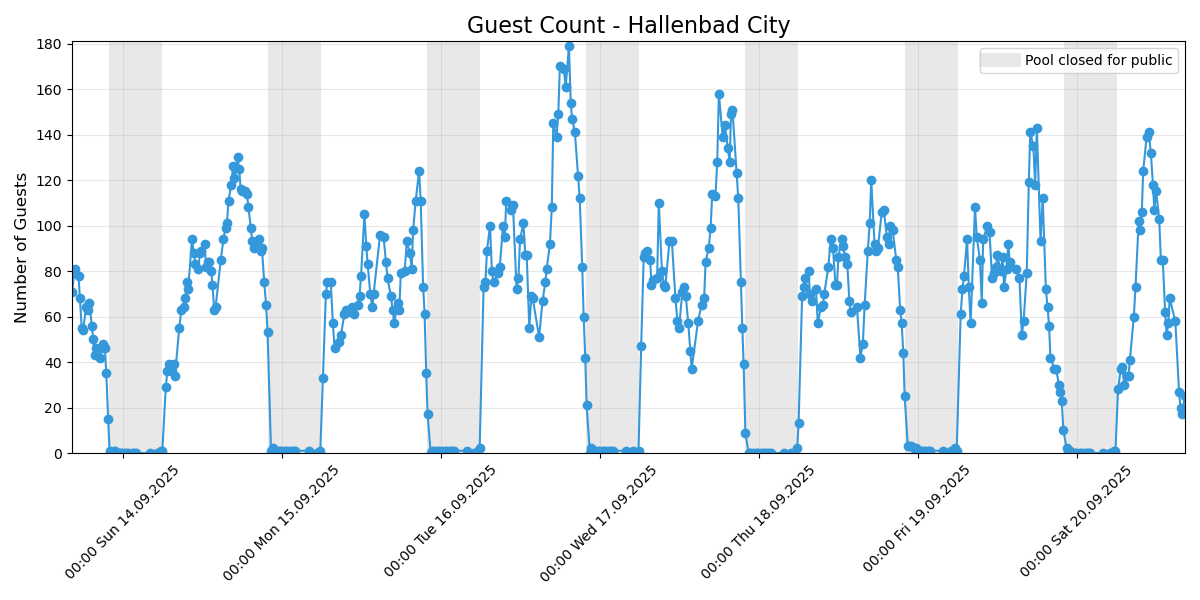 Guest Count - Hallenbad City
Pool closed for public
Number of Guests
180
160
140
120
100
80
60
40
20
0
00:00 Sun 14.09.2025
00:00 Mon 15.09.2025
00:00 Tue 16.09.2025
00:00 Wed 17.09.2025
00:00 Thu 18.09.2025
00:00 Fri 19.09.2025
00:00 Sat 20.09.2025